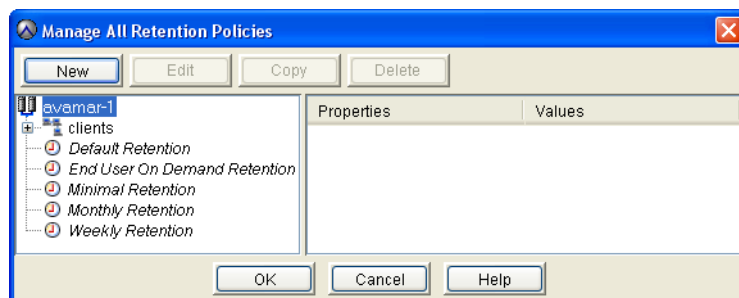 Manage All Retention Policies
New Edit Copy Delete
avamar-1
clients
Default Retention
End User On Demand Retention
Minimal Retention
Monthly Retention
Weekly Retention
Properties Values
OK Cancel Help